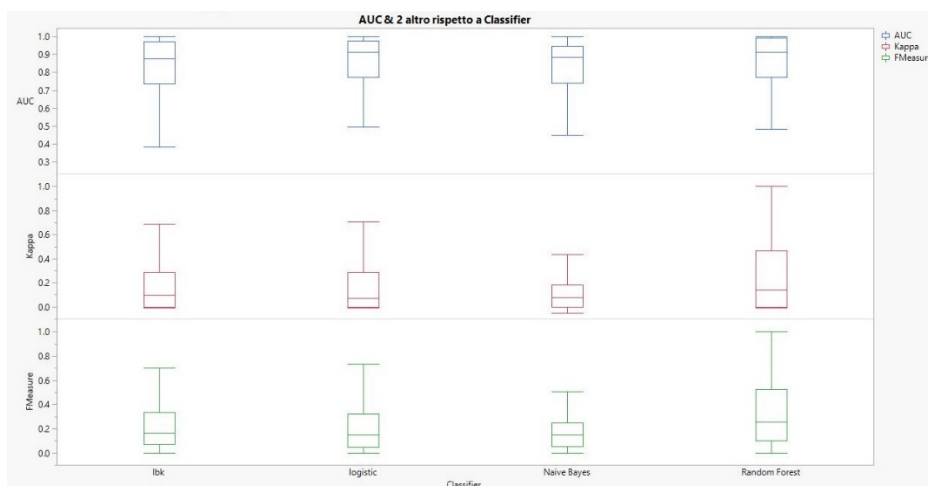 AUC & 2 altro rispetto a Classifier
AUC
Kappa
FMeasur
1.0
0.9
0.8
0.7
AUC
0.6
0.5
0.4
0.3
1.0
0.8
0.6
Kappa
0.4
0.2
0.0
1.0
0.8
0.6
FMeasure
0.4
0.2
0.0
Ibk logistic Naive Bayes Random Forest
Classifier